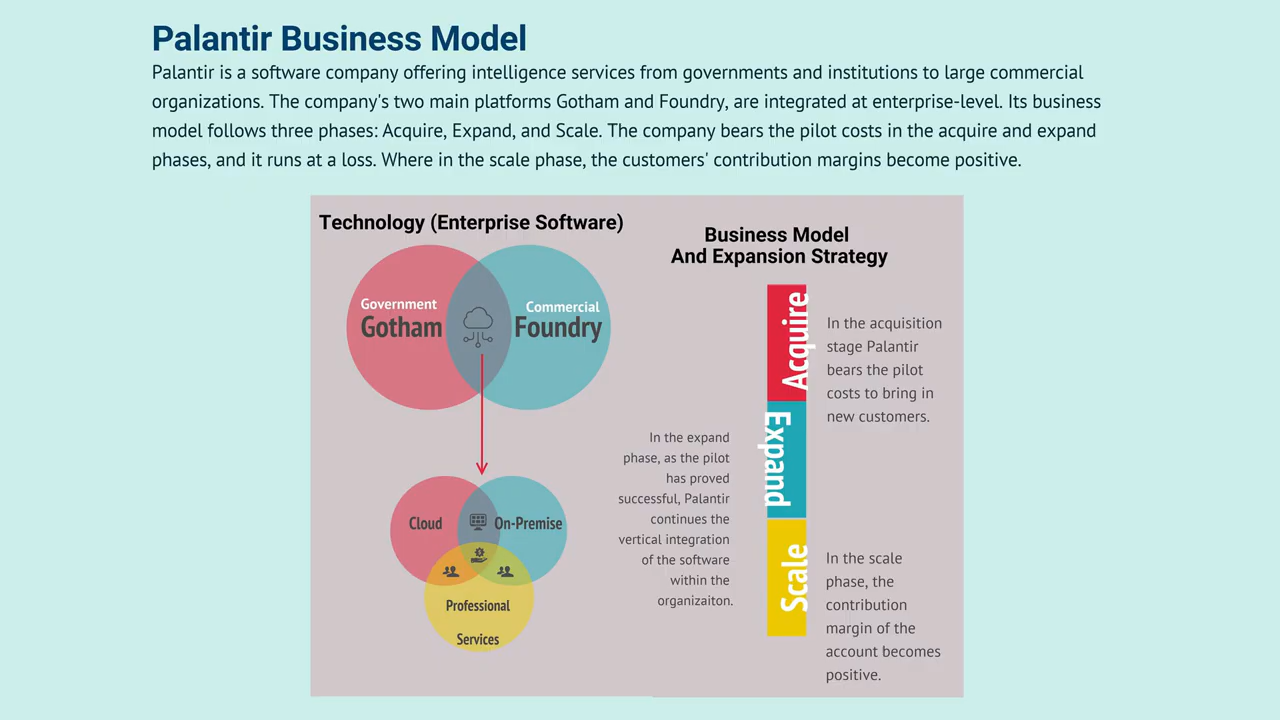 Palantir Business Model
Palantir is a software company offering intelligence services from governments and institutions to large commercial
organizations. The company's two main platforms Gotham and Foundry, are integrated at enterprise-level. Its business
model follows three phases: Acquire, Expand, and Scale. The company bears the pilot costs in the acquire and expand
phases, and it runs at a loss. Where in the scale phase, the customers' contribution margins become positive.
Technology (Enterprise Software)
Government
Gotham
Commercial
Foundry
Cloud
On-Premise
Professional
Services
Business Model
And Expansion Strategy
Acquire
In the acquisition
stage Palantir
bears the pilot
costs to bring in
new customers.
Expand
In the expand
phase, as the pilot
has proved
successful, Palantir
continues the
vertical integration
of the software
within the
organizaiton.
Scale
In the scale
phase, the
contribution
margin of the
account becomes
positive.